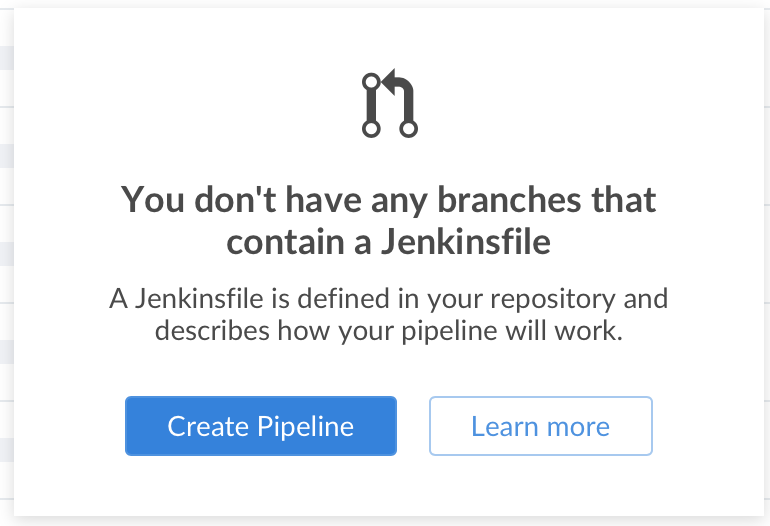 You don't have any branches that
contain a Jenkinsfile
A Jenkinsfile is defined in your repository and
describes how your pipeline will work.
Create Pipeline
Learn more